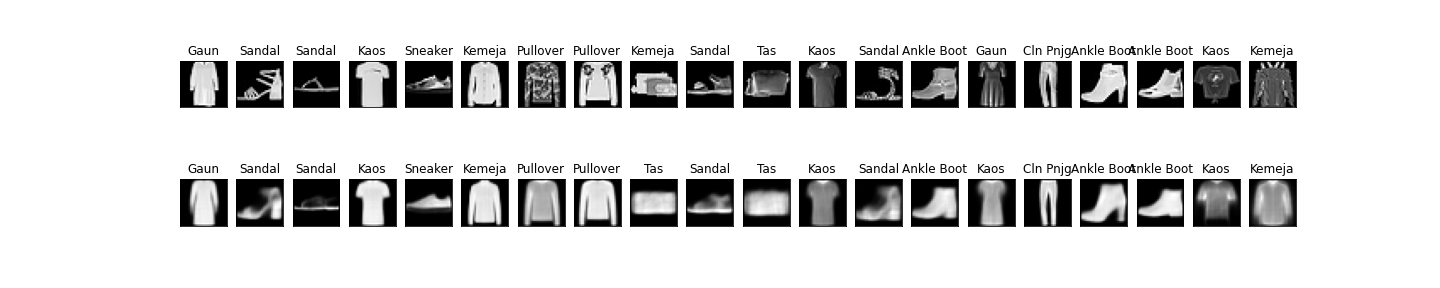 Gaun Sandal Sandal Kaos Sneaker Kemeja Pullover Pullover Kemeja Sandal Tas Kaos Sandal Ankle Boot Gaun Cln Pnjg Ankle Boot Ankle Boot Kaos Kemeja
Gaun Sandal Sandal Kaos Sneaker Kemeja Pullover Pullover Tas Sandal Tas Kaos Sandal Ankle Boot Kaos Cln Pnjg Ankle Boot Ankle Boot Kaos Kemeja